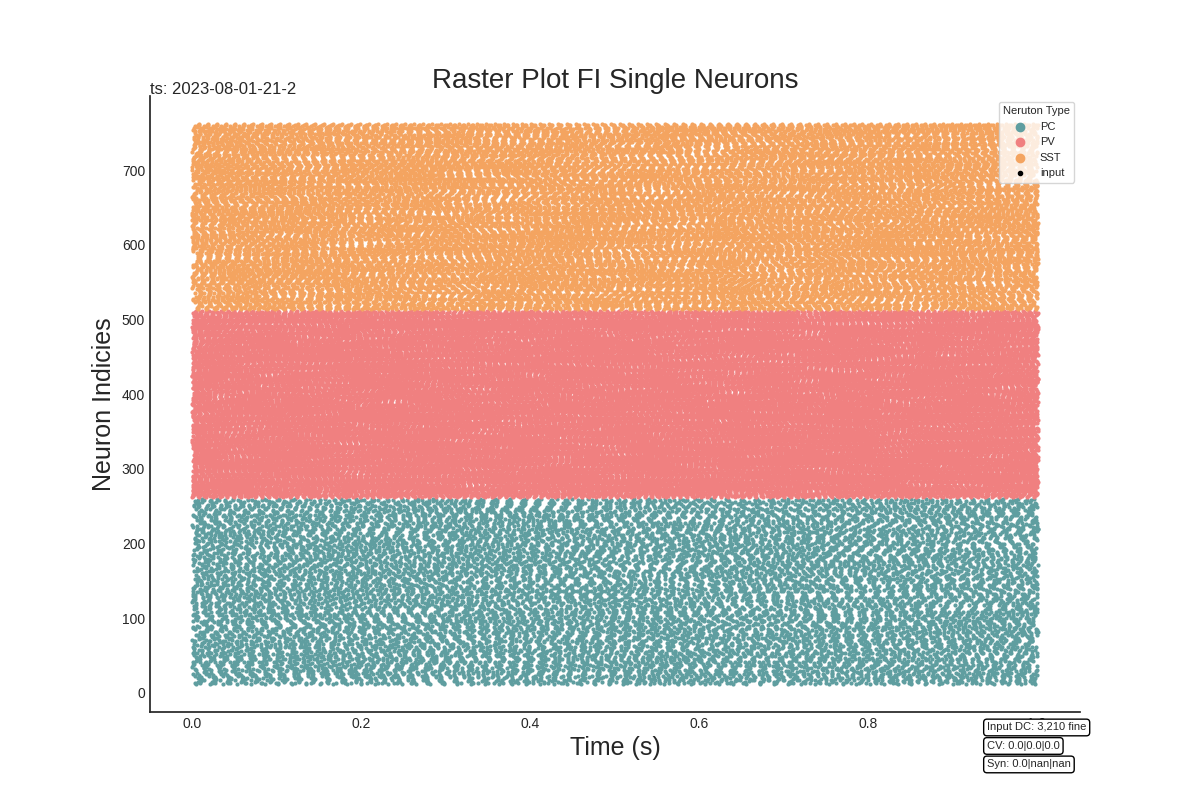 Raster Plot FI Single Neurons
ts: 2023-08-01-21-2
Neruton Type
PC
PV
SST
input
Neuron Indicies
700
600
500
400
300
200
100
0
0.0 0.2 0.4 0.6 0.8
Time (s)
Input DC: 3,210 fine
CV: 0.0|0.0|0.0
Syn: 0.0|nan|nan